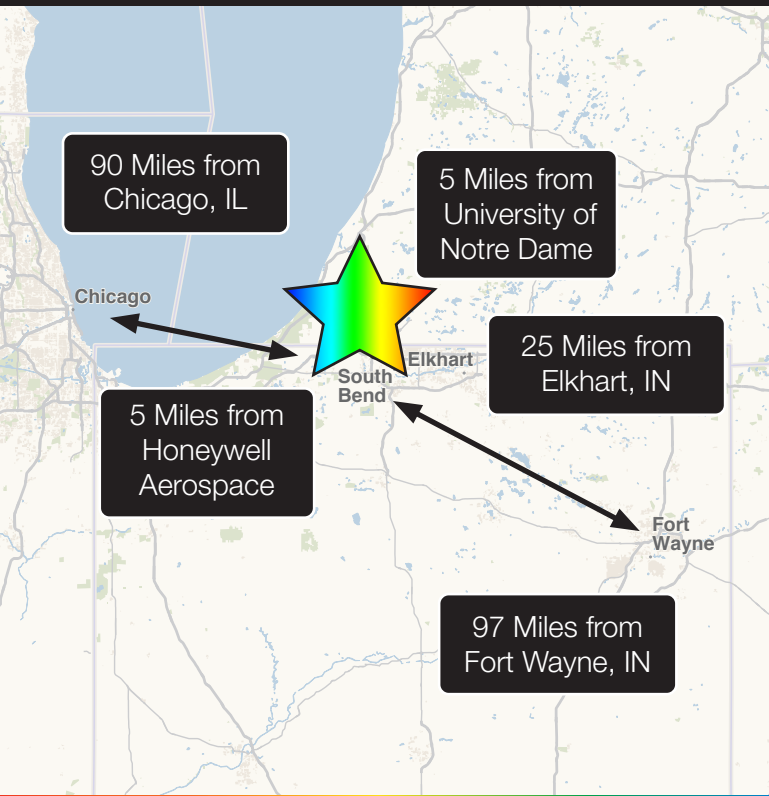 90 Miles from
Chicago, IL
5 Miles from
University of
Notre Dame
Chicago
25 Miles from
Elkhart, IN
Elkhart
South
Bend
5 Miles from
Honeywell
Aerospace
Fort
Wayne
97 Miles from
Fort Wayne, IN